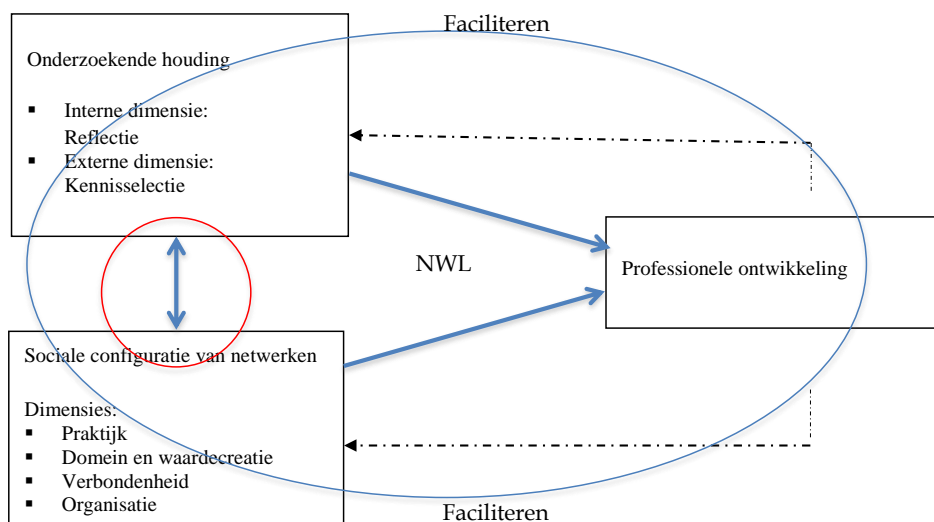 Faciliteren
Onderzoekende houding
▪ Interne dimensie:
Reflectie
▪ Externe dimensie:
Kennisselectie
NWL
Professionele ontwikkeling
Sociale configuratie van netwerken
Dimensies:
▪ Praktijk
▪ Domein en waardecreatie
▪ Verbondenheid
▪ Organisatie
Faciliteren